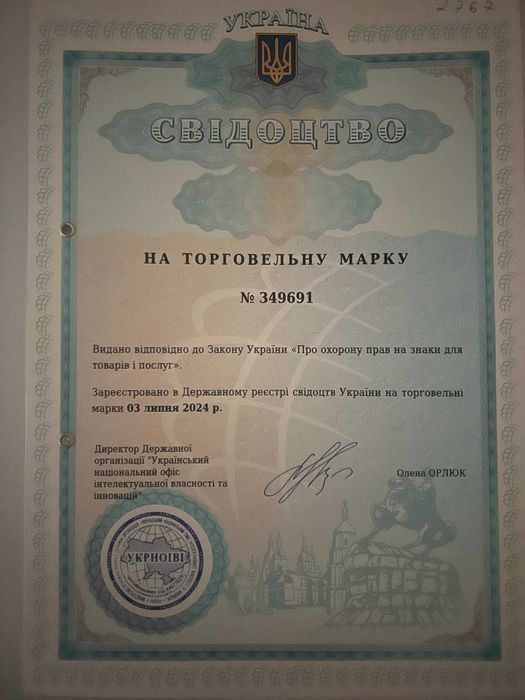 2767
УКРАЇНА
СВІДОЦТВО
НА ТОРГОВЕЛЬНУ МАРКУ
№ 349691
Видано відповідно до Закону України «Про охорону прав на знаки для
товарів і послуг».
Зареєстровано в Державному реєстрі свідоцтв України на торговельні
марки 03 липня 2024 р.
Директор Державної
організації "Український
національний офіс
інтелектуальної власності та
інновацій"
Олена ОРЛЮК
УКРНОІВІ